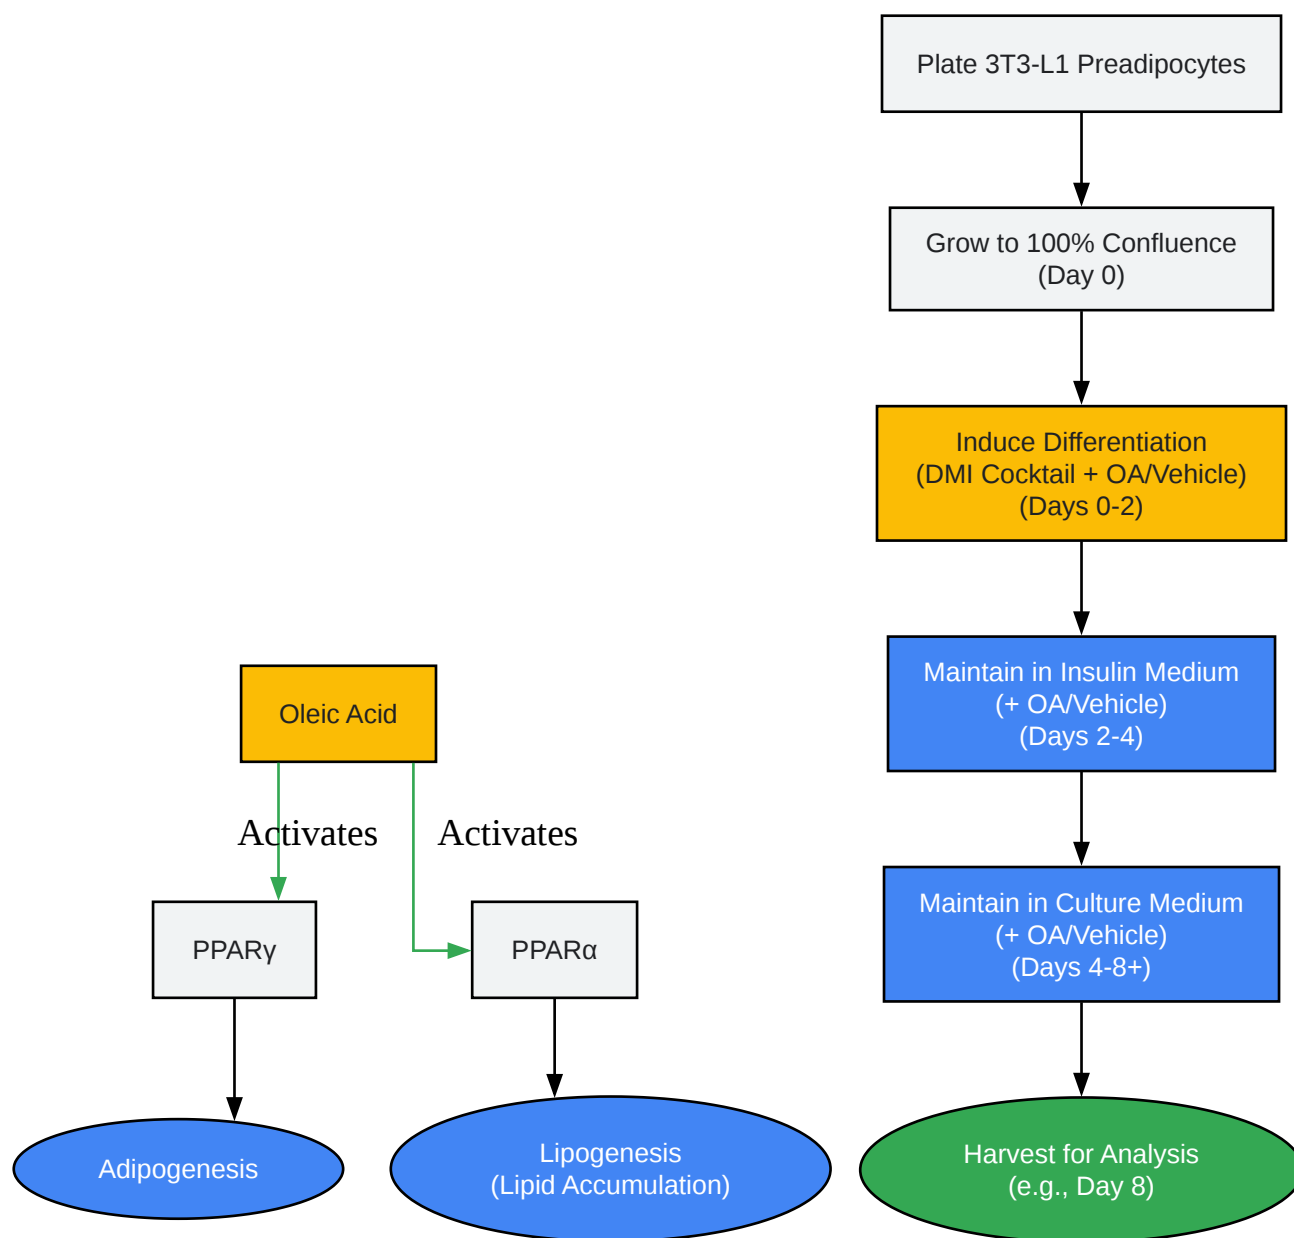 Plate 3T3-L1 Preadipocytes
Grow to 100% Confluence
(Day 0)
Induce Differentiation
(DMI Cocktail + OA/Vehicle)
(Days 0-2)
Maintain in Insulin Medium
(+ OA/Vehicle)
(Days 2-4)
Maintain in Culture Medium
(+ OA/Vehicle)
(Days 4-8+)
Harvest for Analysis
(e.g., Day 8)
Oleic Acid
Activates
Activates
PPARγ
PPARα
Adipogenesis
Lipogenesis
(Lipid Accumulation)